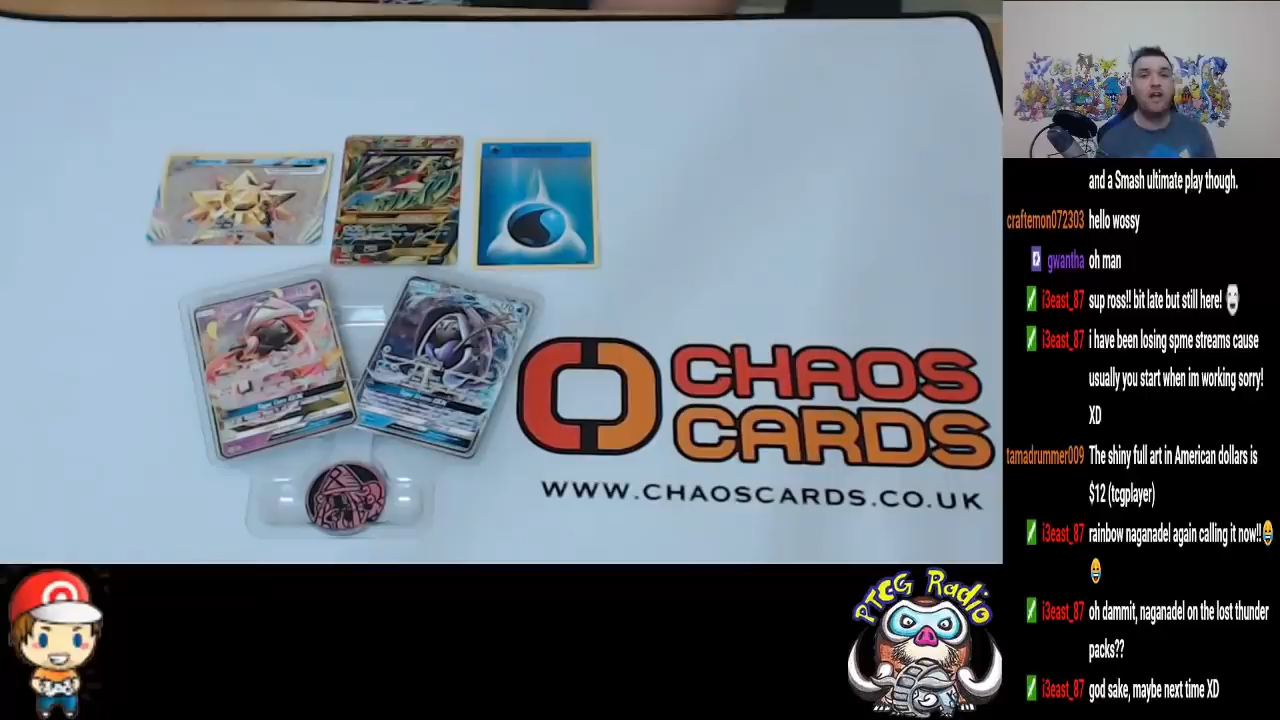 CHAOS
CARDS
WWW.CHAOSCARDS.CO.UK
PTCG Radio
and a Smash ultimate play though.
craftemon072303 hello wossy
gwantha oh man
i3east_87 sup ross!! bit late but still here!
i3east_87 i have been losing spme streams cause
usually you start when im working sorry!
XD
tamadrummer009 The shiny full art in American dollars is
$12 (tcgplayer)
i3east_87 rainbow naganadel again calling it now!!
i3east_87 oh dammit, naganadel on the lost thunder
packs??
i3east_87 god sake, maybe next time XD